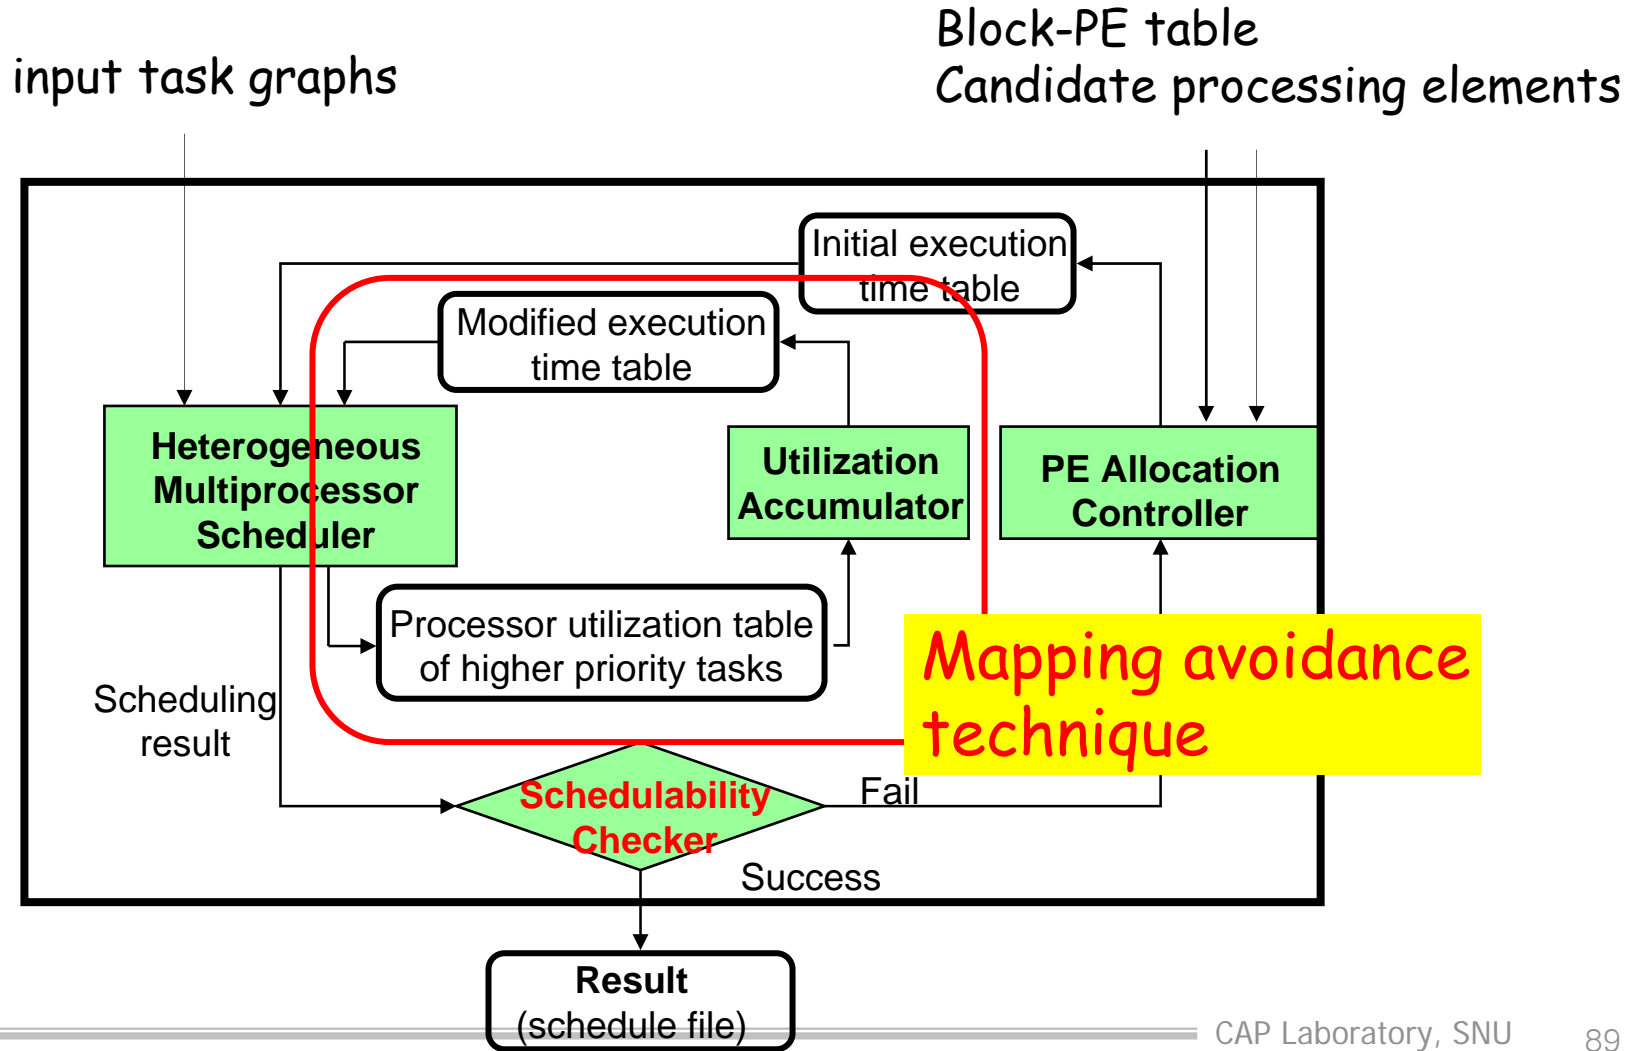 Block-PE table
input task graphs
Candidate processing elements
Initial execution
time table
Modified execution
time table
Heterogeneous
Multiprocessor
Scheduler
Utilization
Accumulator
PE Allocation
Controller
Processor utilization table
of higher priority tasks
Mapping avoidance
technique
Scheduling
result
Schedulability
Checker
Fail
Success
Result
(schedule file)
CAP Laboratory, SNU
89